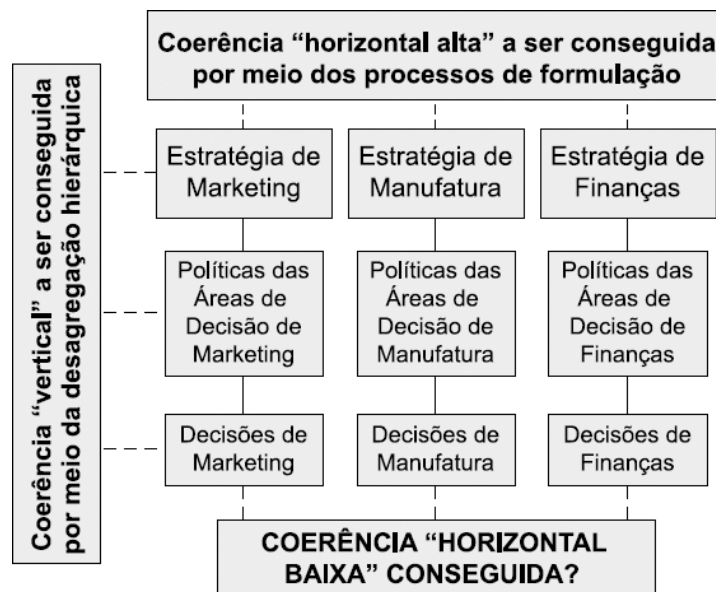 Coerência “horizontal alta” a ser conseguida
por meio dos processos de formulação
Coerência “vertical” a ser conseguida
por meio da desagregação hierárquica
Estratégia de
Marketing
Estratégia de
Manufatura
Estratégia de
Finanças
Políticas das
Áreas de
Decisão de
Marketing
Políticas das
Áreas de
Decisão de
Manufatura
Políticas das
Áreas de
Decisão de
Finanças
Decisões de
Marketing
Decisões de
Manufatura
Decisões de
Finanças
COERÊNCIA “HORIZONTAL
BAIXA” CONSEGUIDA?